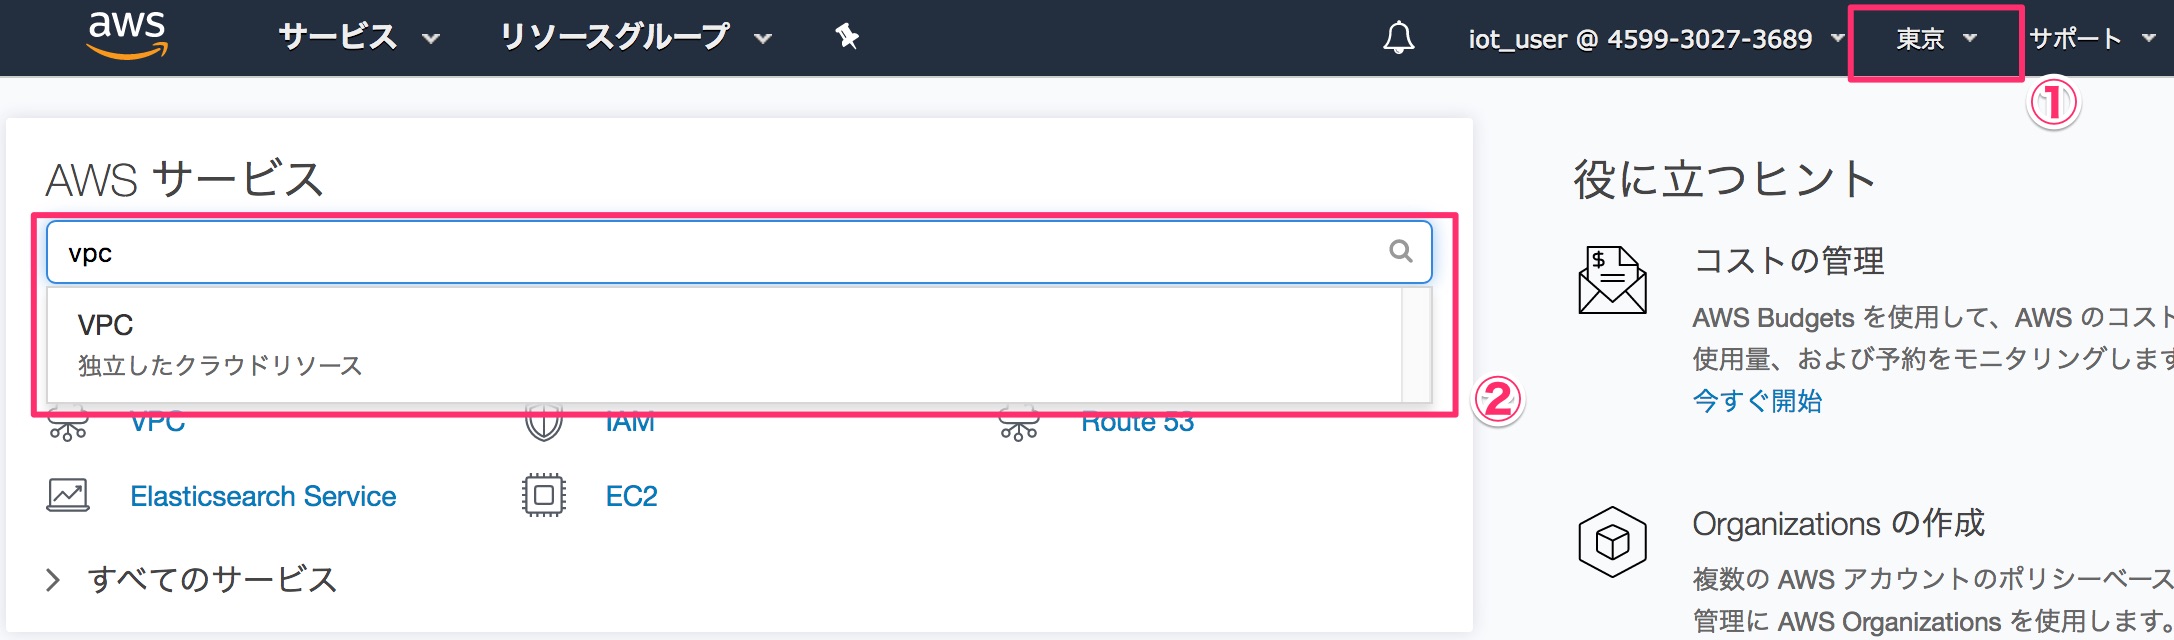 aws サービス リソースグループ iot_user @ 4599-3027-3689 東京 サポート
①
AWS サービス
vpc
VPC
独立したクラウドリソース
②
VPC IAM Route 53
Elasticsearch Service EC2
すべてのサービス
役に立つヒント
コストの管理
AWS Budgets を使用して、AWS のコスト
使用量、および予約をモニタリングします
今すぐ開始
Organizations の作成
複数の AWS アカウントのポリシーベース
管理に AWS Organizations を使用します。